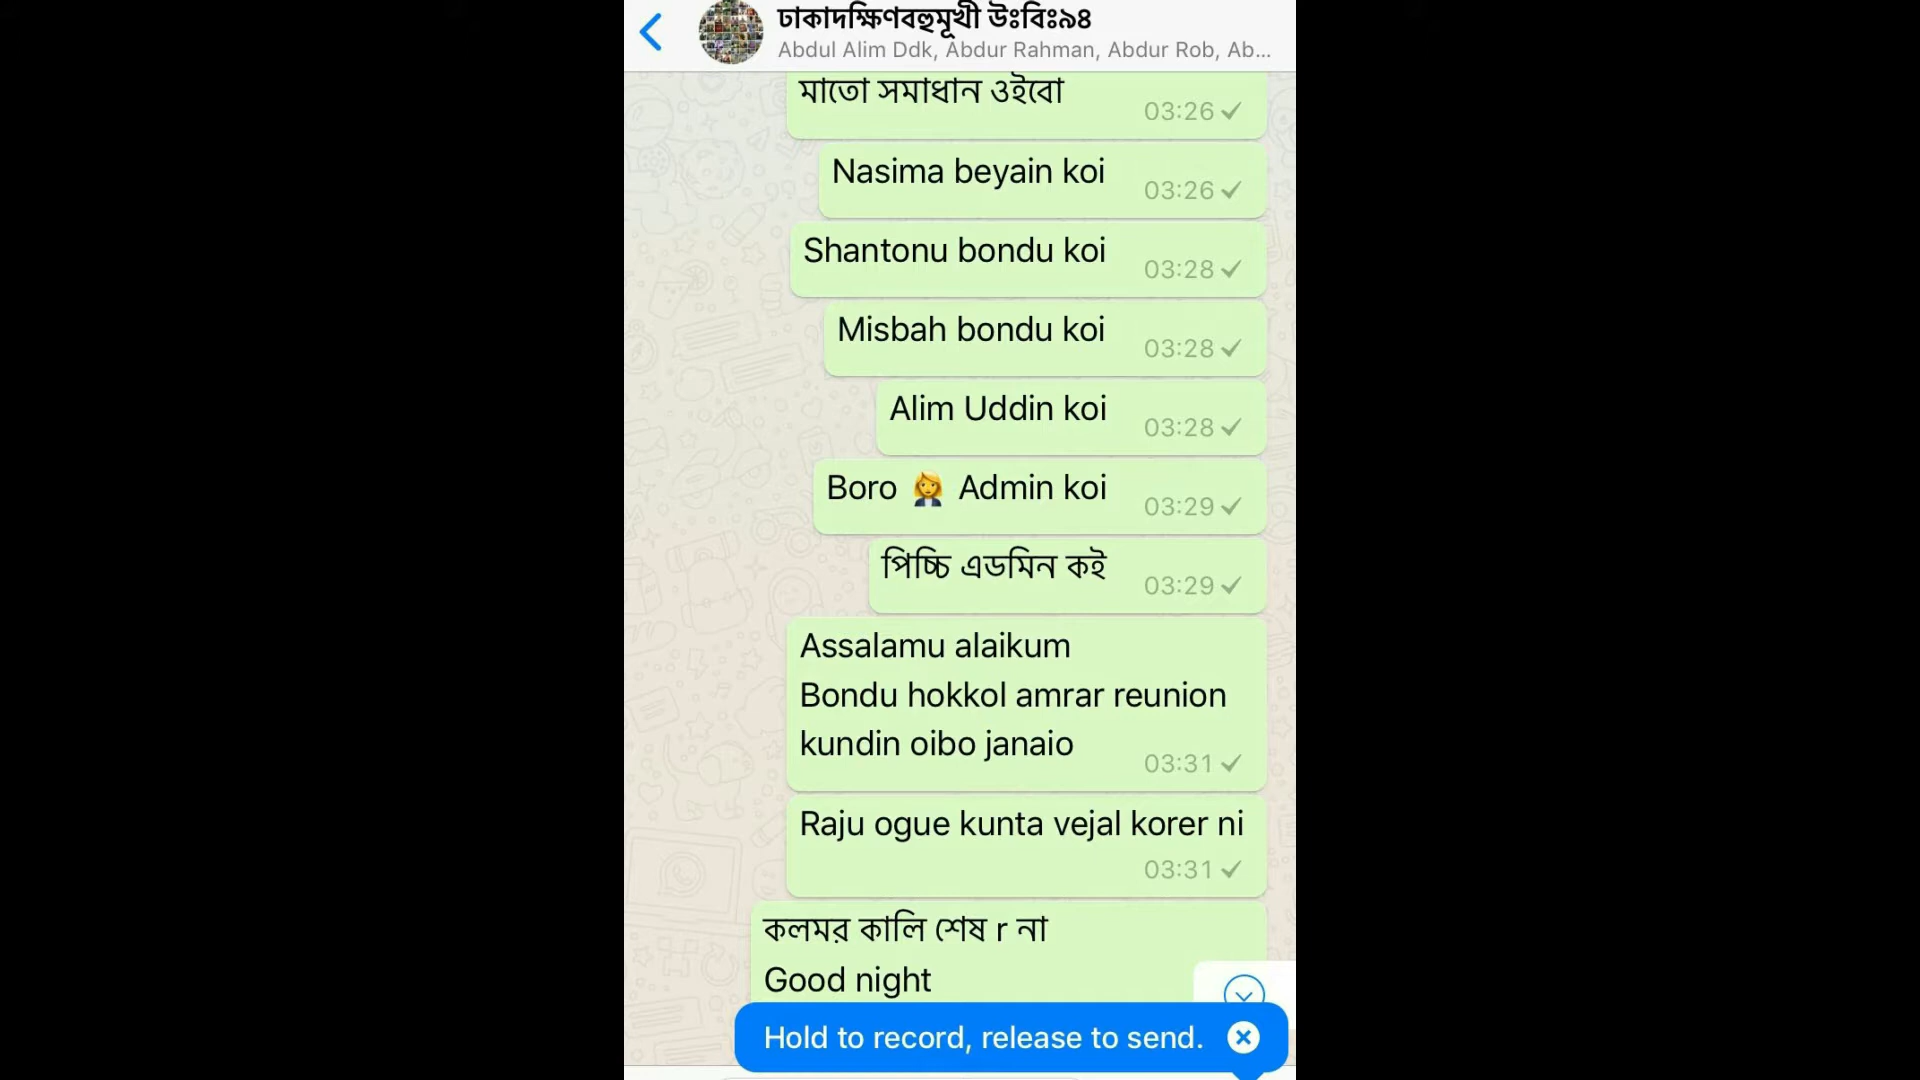 ঢাকাদক্ষিণবহুমূখী উঃবিঃ৯৪
Abdul Alim Ddk, Abdur Rahman, Abdur Rob, Ab...
মাতো সমাধান ওইবো
03:26
Nasima beyain koi
03:26
Shantonu bondu koi
03:28
Misbah bondu koi
03:28
Alim Uddin koi
03:28
Boro 👩‍💼 Admin koi
03:29
পিচ্চি এডমিন কই
03:29
Assalamu alaikum
Bondu hokkol amrar reunion
kundin oibo janaio
03:31
Raju ogue kunta vejal korer ni
03:31
কলমর কালি শেষ r না
Good night
Hold to record, release to send.